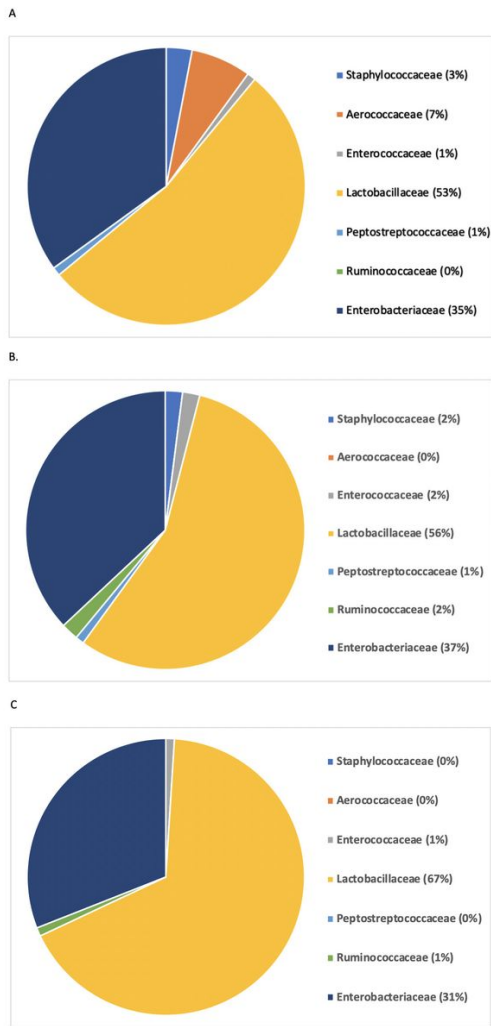 A
Staphylococcaceae (3%)
Aerococcaceae (7%)
Enterococcaceae (1%)
Lactobacillaceae (53%)
Peptostreptococcaceae (1%)
Ruminococcaceae (0%)
Enterobacteriaceae (35%)
B.
Staphylococcaceae (2%)
Aerococcaceae (0%)
Enterococcaceae (2%)
Lactobacillaceae (56%)
Peptostreptococcaceae (1%)
Ruminococcaceae (2%)
Enterobacteriaceae (37%)
C
Staphylococcaceae (0%)
Aerococcaceae (0%)
Enterococcaceae (1%)
Lactobacillaceae (67%)
Peptostreptococcaceae (0%)
Ruminococcaceae (1%)
Enterobacteriaceae (31%)